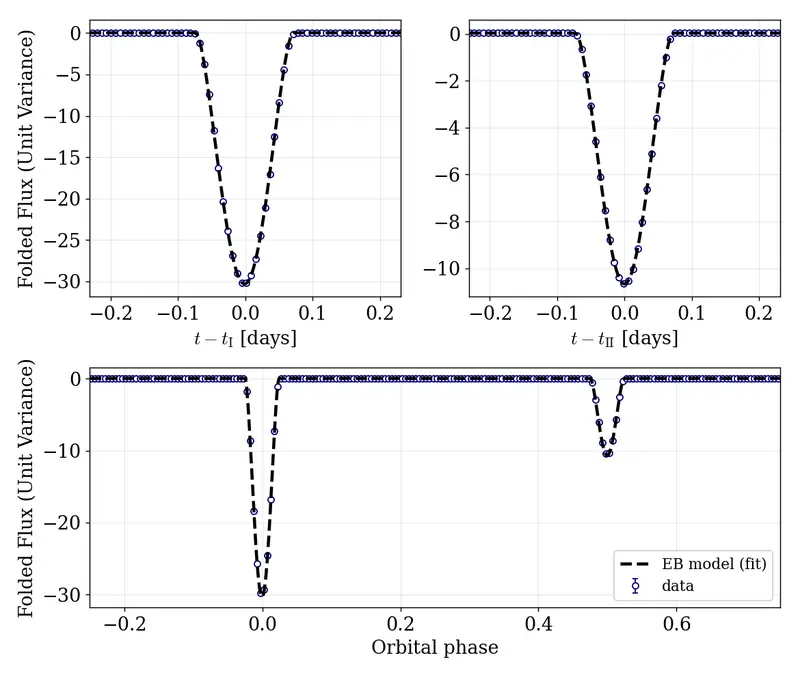 Folded Flux (Unit Variance)
0
−5
−10
−15
−20
−25
−30
−0.2 −0.1 0.0 0.1 0.2
t − tI [days]
0
−2
−4
−6
−8
−10
−0.2 −0.1 0.0 0.1 0.2
t − tII [days]
Folded Flux (Unit Variance)
0
−10
−20
−30
−0.2 0.0 0.2 0.4 0.6
Orbital phase
EB model (fit)
data